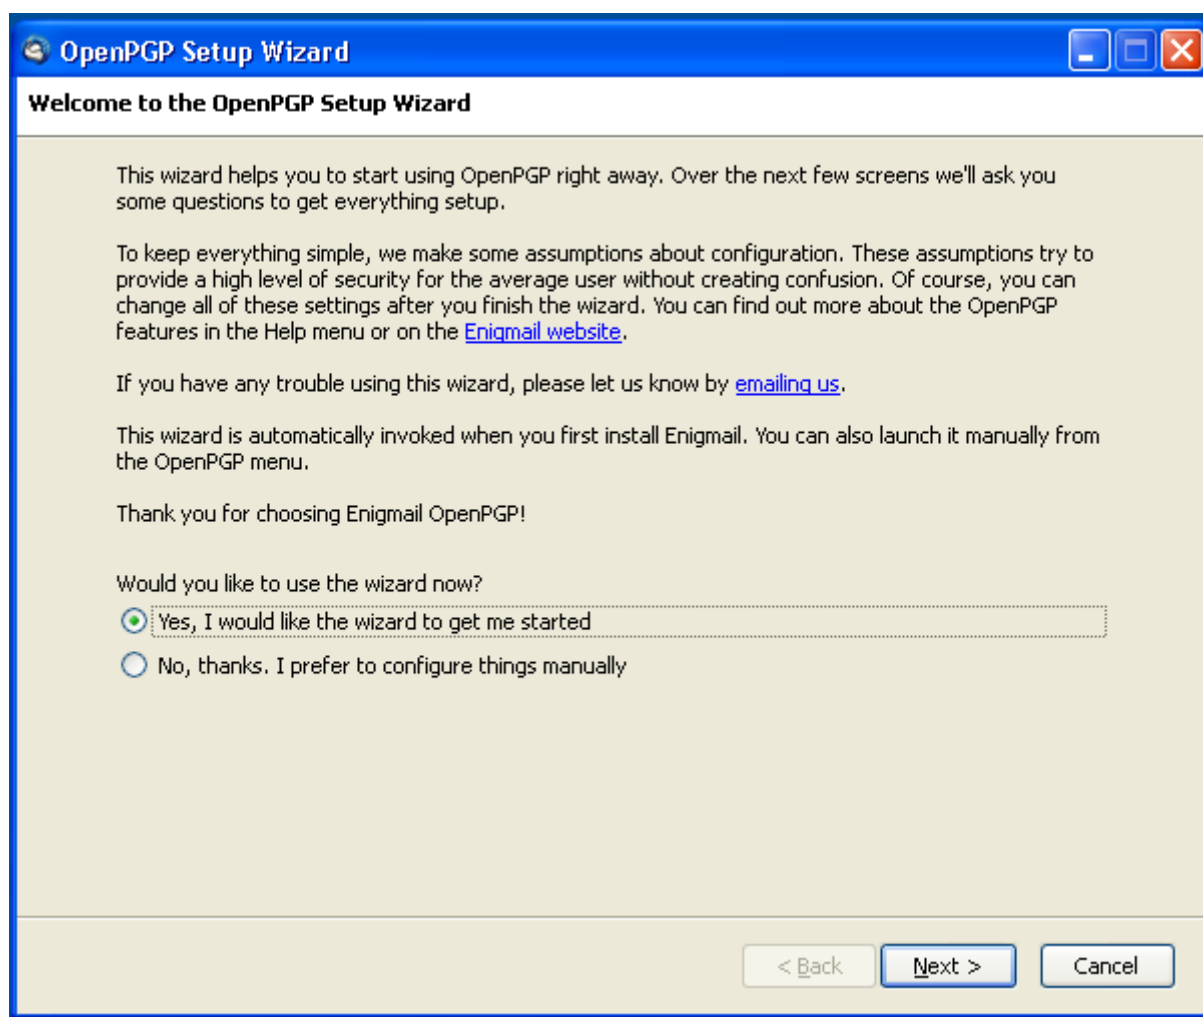 OpenPGP Setup Wizard
Welcome to the OpenPGP Setup Wizard
This wizard helps you to start using OpenPGP right away. Over the next few screens we'll ask you
some questions to get everything setup.
To keep everything simple, we make some assumptions about configuration. These assumptions try to
provide a high level of security for the average user without creating confusion. Of course, you can
change all of these settings after you finish the wizard. You can find out more about the OpenPGP
features in the Help menu or on the Enigmail website.
If you have any trouble using this wizard, please let us know by emailing us.
This wizard is automatically invoked when you first install Enigmail. You can also launch it manually from
the OpenPGP menu.
Thank you for choosing Enigmail OpenPGP!
Would you like to use the wizard now?
Yes, I would like the wizard to get me started
No, thanks. I prefer to configure things manually
< Back Next > Cancel